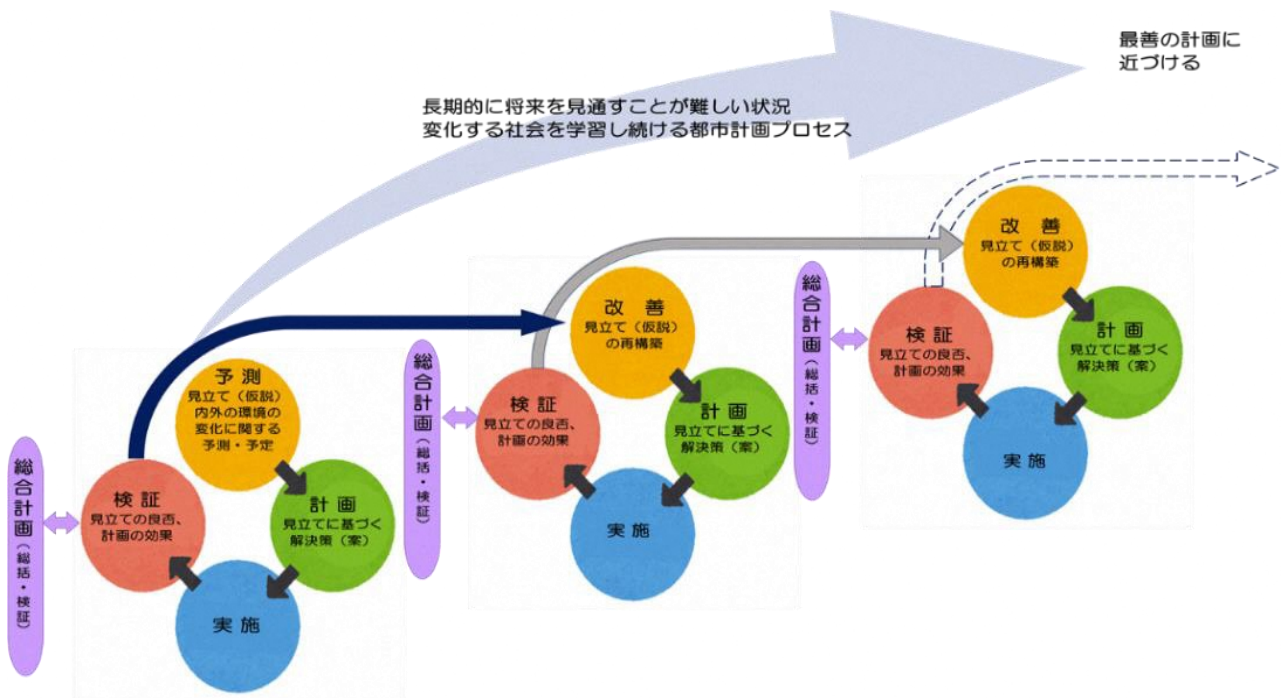 最善の計画に
近づける
長期的に将来を見通すことが難しい状況
変化する社会を学習し続ける都市計画プロセス
総合計画（総括・検証）
予測
見立て（仮説）
内外の環境の
変化に関する
予測・予定
計画
見立てに基づく
解決策（案）
実施
検証
見立ての良否、
計画の効果
総合計画（総括・検証）
改善
見立て（仮説）
の再構築
計画
見立てに基づく
解決策（案）
実施
検証
見立ての良否、
計画の効果
総合計画（総括・検証）
改善
見立て（仮説）
の再構築
計画
見立てに基づく
解決策（案）
実施
検証
見立ての良否、
計画の効果